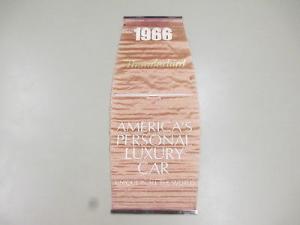 1966
Thunderbird
AMERICA'S
PERSONAL
LUXURY
CAR
UNIQUE IN ALL THE WORLD